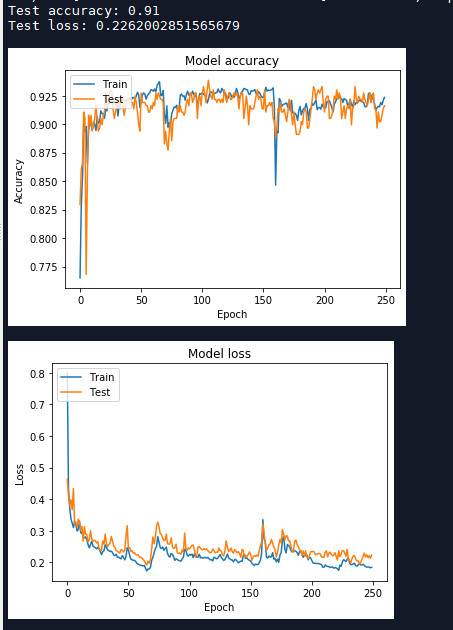 Test accuracy: 0.91
Test loss: 0.2262002851565679
Model accuracy
Train
Test
0.925
0.900
0.875
0.850
0.825
0.800
0.775
Accuracy
0 50 100 150 200 250
Epoch
Model loss
Train
Test
0.8
0.7
0.6
0.5
0.4
0.3
0.2
Loss
0 50 100 150 200 250
Epoch